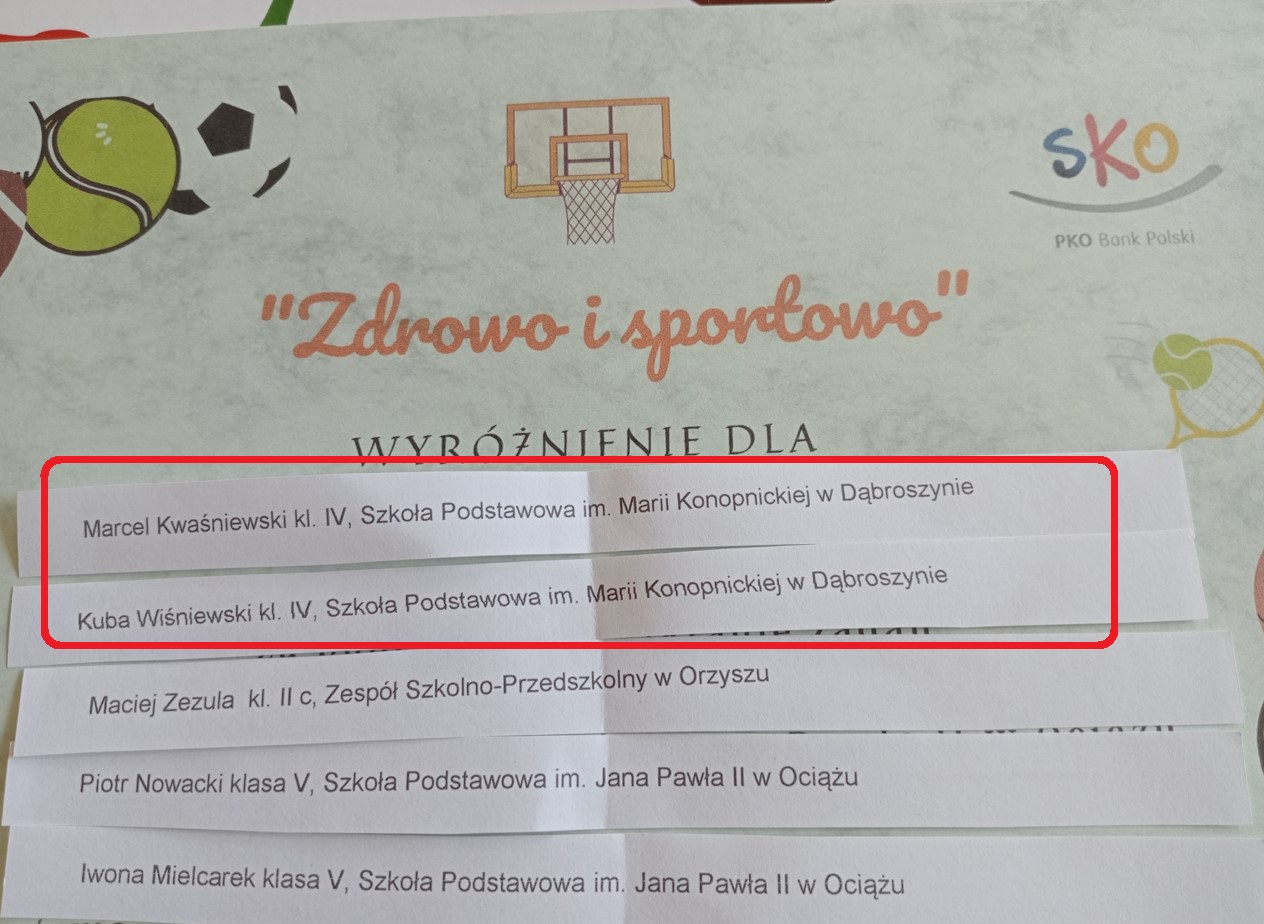 SKO
PKO Bank Polski
"Zdrowo i sportowo"
WYRÓŻNIENIE DLA
Marcel Kwaśniewski kl. IV, Szkoła Podstawowa im. Marii Konopnickiej w Dąbroszynie
Kuba Wiśniewski kl. IV, Szkoła Podstawowa im. Marii Konopnickiej w Dąbroszynie
Maciej Zezula kl. II c, Zespół Szkolno-Przedszkolny w Orzyszu
Piotr Nowacki klasa V, Szkoła Podstawowa im. Jana Pawła II w Ociążu
Iwona Mielcarek klasa V, Szkoła Podstawowa im. Jana Pawła II w Ociążu